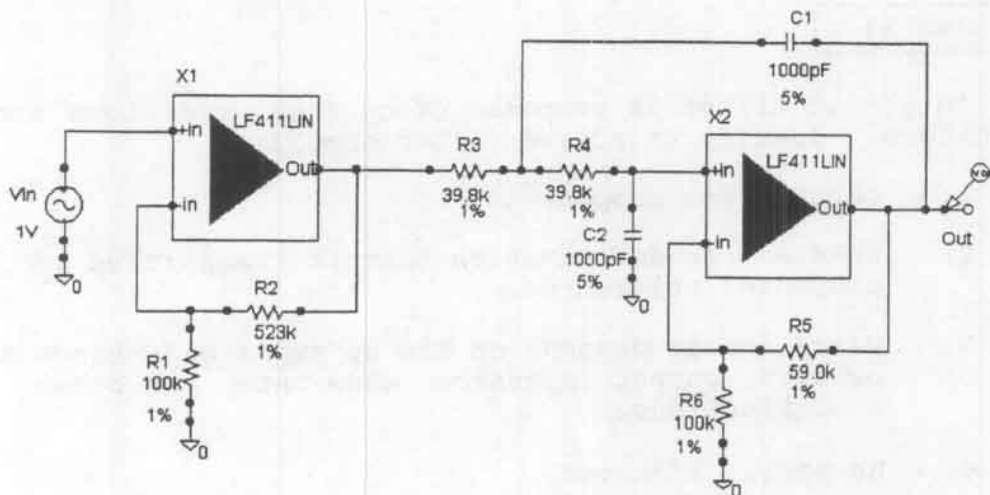 C1
1000pF
5%
X1
LF411LIN
+in
-in
Out
Vin
1V
0
R3
39.8k
1%
R4
39.8k
1%
C2
1000pF
5%
0
X2
LF411LIN
+in
-in
Out
Out
R2
523k
1%
R1
100k
1%
0
R5
59.0k
1%
R6
100k
1%
0